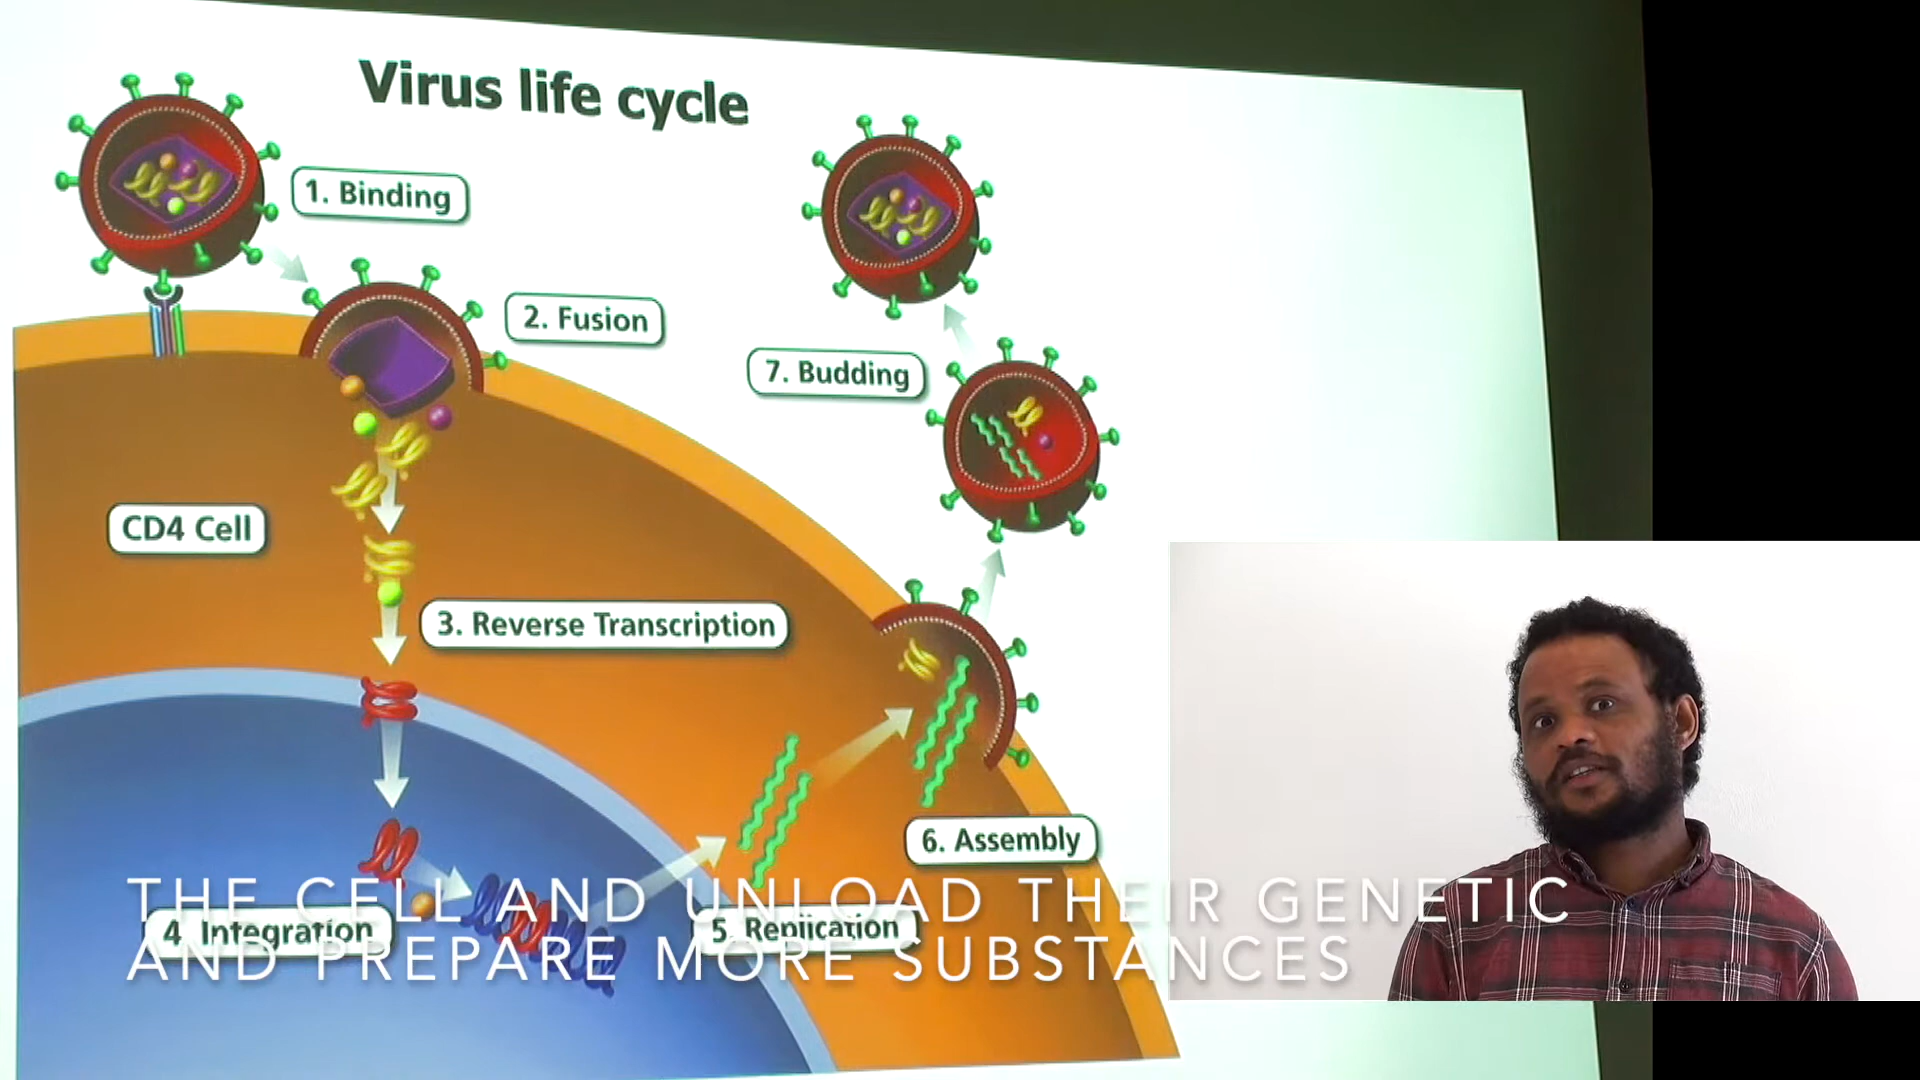 Virus life cycle
1. Binding
2. Fusion
7. Budding
CD4 Cell
3. Reverse Transcription
6. Assembly
4. Integration
5. Replication
THE CELL AND UNLOAD THEIR GENETIC
AND PREPARE MORE SUBSTANCES